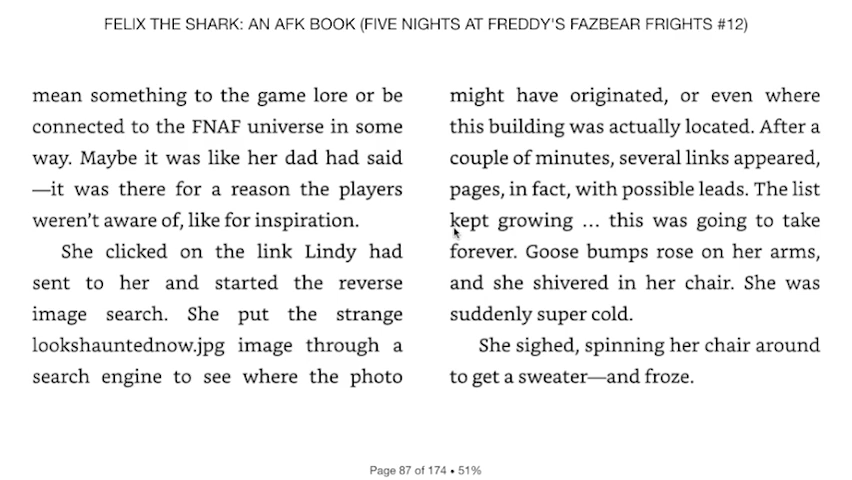 FELIX THE SHARK: AN AFK BOOK (FIVE NIGHTS AT FREDDY'S FAZBEAR FRIGHTS #12)
mean something to the game lore or be
connected to the FNAF universe in some
way. Maybe it was like her dad had said
—it was there for a reason the players
weren't aware of, like for inspiration.
She clicked on the link Lindy had
sent to her and started the reverse
image search. She put the strange
lookshauntednow.jpg image through a
search engine to see where the photo
might have originated, or even where
this building was actually located. After a
couple of minutes, several links appeared,
pages, in fact, with possible leads. The list
kept growing ... this was going to take
forever. Goose bumps rose on her arms,
and she shivered in her chair. She was
suddenly super cold.
She sighed, spinning her chair around
to get a sweater—and froze.
Page 87 of 174 • 51%